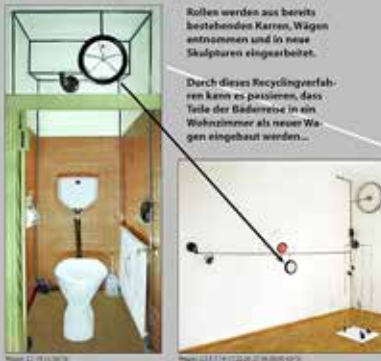 Rollen werden aus bereits
bestehenden Karren, Wägen
entnommen und in neue
Skulpturen eingearbeitet.
Durch dieses Recyclingverfah-
ren kann es passieren, dass
Teile der Bäderreise in ein
Wohnzimmer als neuer Wa-
gen eingebaut werden...